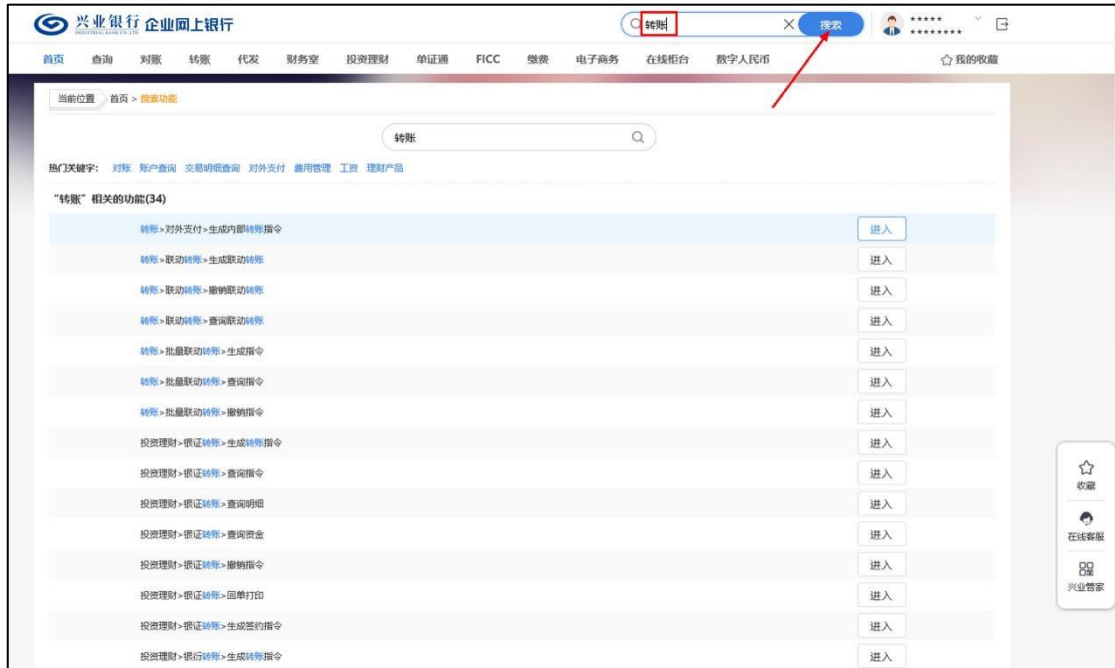 兴业银行 企业网上银行
INDUSTRIAL BANK CO.,LTD.
转账 搜索
*****
********
首页 查询 对账 转账 代发 财务室 投资理财 单证通 FICC 缴费 电子商务 在线柜台 数字人民币 我的收藏
当前位置 首页 > 搜索功能
转账
热门关键字: 对账 账户查询 交易明细查询 对外支付 费用管理 工资 理财产品
“转账”相关的功能(34)
转账>对外支付>生成内部转账指令 进入
转账>联动转账>生成联动转账 进入
转账>联动转账>撤销联动转账 进入
转账>联动转账>查询联动转账 进入
转账>批量联动转账>生成指令 进入
转账>批量联动转账>查询指令 进入
转账>批量联动转账>撤销指令 进入
投资理财>银证转账>生成转账指令 进入
投资理财>银证转账>查询指令 进入
投资理财>银证转账>查询明细 进入
投资理财>银证转账>查询资金 进入
投资理财>银证转账>撤销指令 进入
投资理财>银证转账>回单打印 进入
投资理财>银证转账>生成签约指令 进入
投资理财>银衍转账>生成转账指令 进入
收藏
在线客服
兴业管家